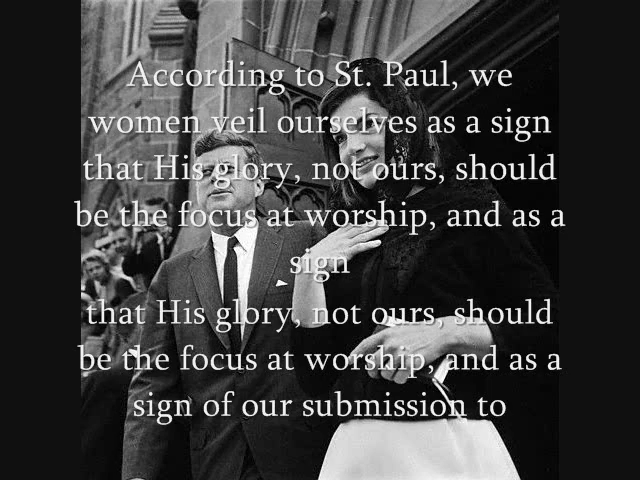 According to St. Paul, we
women veil ourselves as a sign
that His glory, not ours, should
be the focus at worship, and as a
sign
that His glory, not ours, should
be the focus at worship, and as a
sign of our submission to